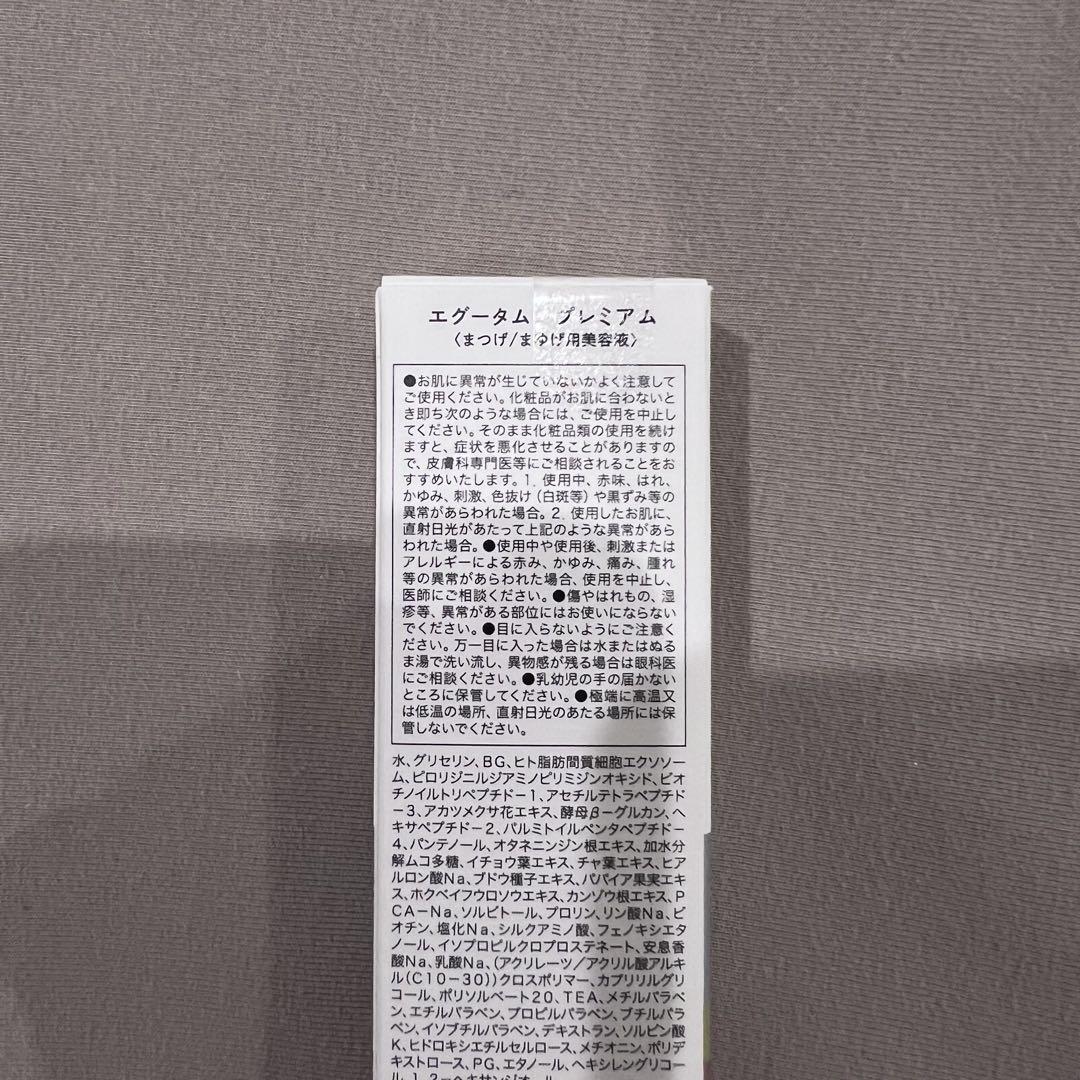 エグータム プレミアム
〈まつげ/まゆげ用美容液〉
●お肌に異常が生じていないかよく注意して
ご使用ください。化粧品がお肌に合わないと
き即ち次のような場合には、ご使用を中止し
てください。そのまま化粧品類の使用を続け
ますと、症状を悪化させることがありますの
で、皮膚科専門医等にご相談されることをお
すすめいたします。1. 使用中、赤味、はれ、
かゆみ、刺激、色抜け（白斑等）や黒ずみ等の
異常があらわれた場合。2. 使用したお肌に、
直射日光があたって上記のような異常があら
われた場合。●使用中や使用後、刺激または
アレルギーによる赤み、かゆみ、痛み、腫れ
等の異常があらわれた場合、使用を中止し、
医師にご相談ください。●傷やはれもの、湿
疹等、異常がある部位にはお使いにならない
でください。●目に入らないようにご注意く
ださい。万一目に入った場合は水またはぬる
ま湯で洗い流し、異物感が残る場合は眼科医
にご相談ください。●乳幼児の手の届かない
ところに保管してください。●極端に高温又
は低温の場所、直射日光のあたる場所には保
管しないでください。
水、グリセリン、BG、ヒト脂肪間質細胞エクソソー
ム、ピロリジニルジアミノピリミジンオキシド、ビオ
チノイルトリペプチド－1、アセチルテトラペプチド
－3、アカツメクサ花エキス、酵母β－グルカン、ヘ
キサペプチド－2、パルミトイルペンタペプチド－
4、パンテノール、オタネニンジン根エキス、加水分
解ムコ多糖、イチョウ葉エキス、チャ葉エキス、ヒア
ルロン酸Na、ブドウ種子エキス、パパイア果実エキ
ス、ホクベイフウロソウエキス、カンゾウ根エキス、P
CA－Na、ソルビトール、プロリン、リン酸Na、ビ
オチン、塩化Na、シルクアミノ酸、フェノキシエタ
ノール、イソプロピルクロプロステネート、安息香
酸Na、乳酸Na、(アクリレーツ／アクリル酸アルキ
ル(C10－30))クロスポリマー、カプリリルグリ
コール、ポリソルベート20、TEA、メチルパラベ
ン、エチルパラベン、プロピルパラベン、ブチルパラ
ベン、イソブチルパラベン、デキストラン、ソルビン酸
K、ヒドロキシエチルセルロース、メチオニン、ポリデ
キストロース、PG、エタノール、ヘキシレングリコー
ル、1,2－ヘキサンジオール